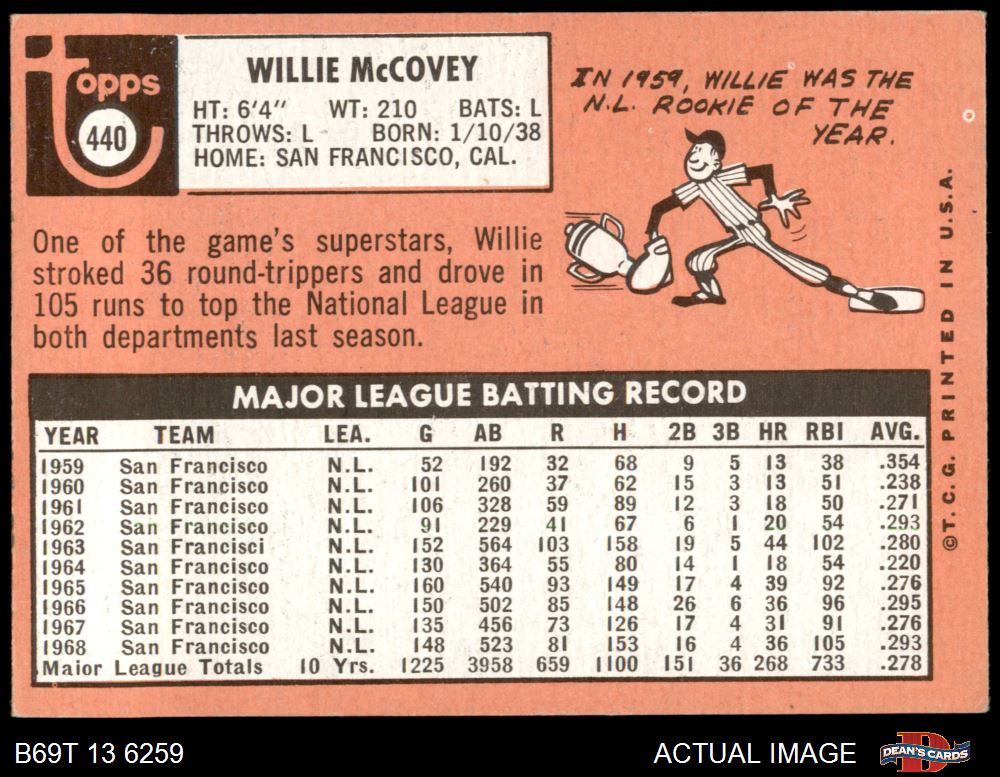 Topps
440
WILLIE McCOVEY
HT: 6'4" WT: 210 BATS: L
THROWS: L BORN: 1/10/38
HOME: SAN FRANCISCO, CAL.
IN 1959, WILLIE WAS THE
N.L. ROOKIE OF THE
YEAR.
One of the game's superstars, Willie
stroked 36 round-trippers and drove in
105 runs to top the National League in
both departments last season.
MAJOR LEAGUE BATTING RECORD
YEAR TEAM LEA. G AB R H 2B 3B HR RBI AVG.
1959 San Francisco N.L. 52 192 32 68 9 5 13 38 .354
1960 San Francisco N.L. 101 260 37 62 15 3 13 51 .238
1961 San Francisco N.L. 106 328 59 89 12 3 18 50 .271
1962 San Francisco N.L. 91 229 41 67 6 1 20 54 .293
1963 San Francisci N.L. 152 564 103 158 19 5 44 102 .280
1964 San Francisco N.L. 130 364 55 80 14 1 18 54 .220
1965 San Francisco N.L. 160 540 93 149 17 4 39 92 .276
1966 San Francisco N.L. 150 502 85 148 26 6 36 96 .295
1967 San Francisco N.L. 135 456 73 126 17 4 31 91 .276
1968 San Francisco N.L. 148 523 81 153 16 4 36 105 .293
Major League Totals 10 Yrs. 1225 3958 659 1100 151 36 268 733 .278
©T.C.G. PRINTED IN U.S.A.
B69T 13 6259
ACTUAL IMAGE
D
DEAN'S CARDS